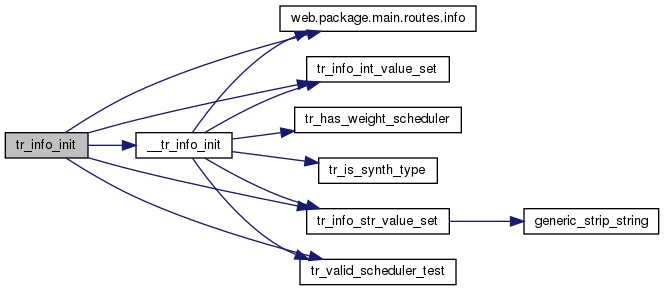 web.package.main.routes.info
tr_info_int_value_set
tr_has_weight_scheduler
tr_info_init
__tr_info_init
tr_is_synth_type
tr_info_str_value_set
generic_strip_string
tr_valid_scheduler_test